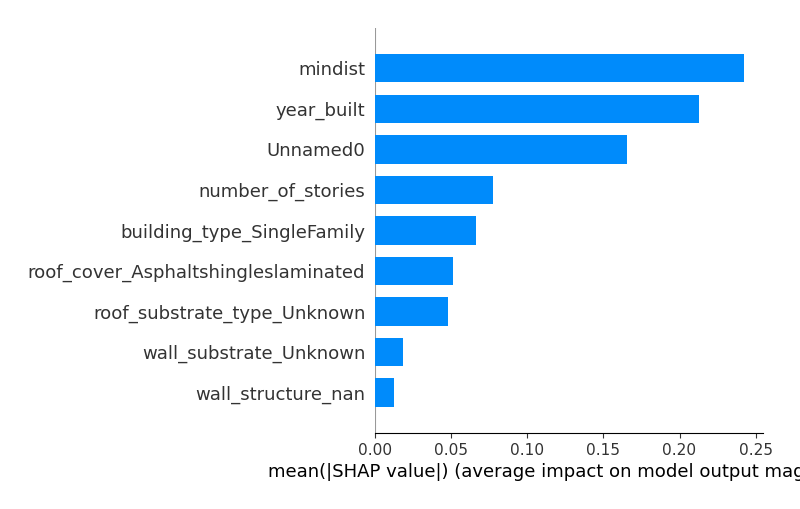 mindist
year_built
Unnamed0
number_of_stories
building_type_SingleFamily
roof_cover_Asphaltshingleslaminated
roof_substrate_type_Unknown
wall_substrate_Unknown
wall_structure_nan
0.00 0.05 0.10 0.15 0.20 0.25
mean(|SHAP value|) (average impact on model output mag